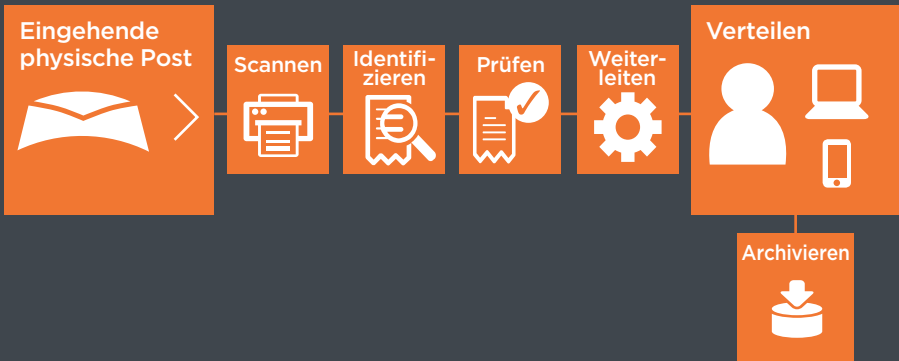 Eingehende
physische Post
Scannen
Identifi-
zieren
Prüfen
Weiter-
leiten
Verteilen
Archivieren